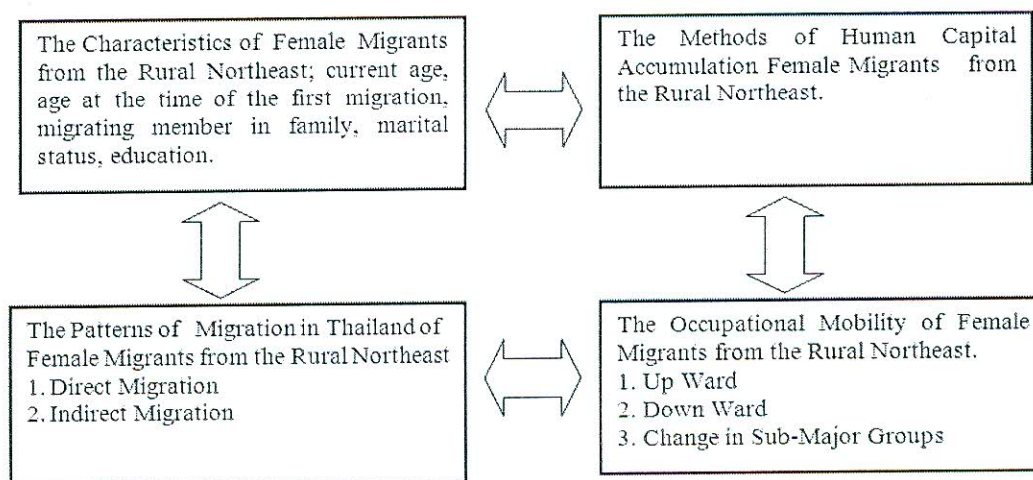 The Characteristics of Female Migrants
from the Rural Northeast; current age,
age at the time of the first migration,
migrating member in family, marital
status, education.
The Methods of Human Capital
Accumulation Female Migrants from
the Rural Northeast.
The Patterns of Migration in Thailand of
Female Migrants from the Rural Northeast
1. Direct Migration
2. Indirect Migration
The Occupational Mobility of Female
Migrants from the Rural Northeast.
1. Up Ward
2. Down Ward
3. Change in Sub-Major Groups